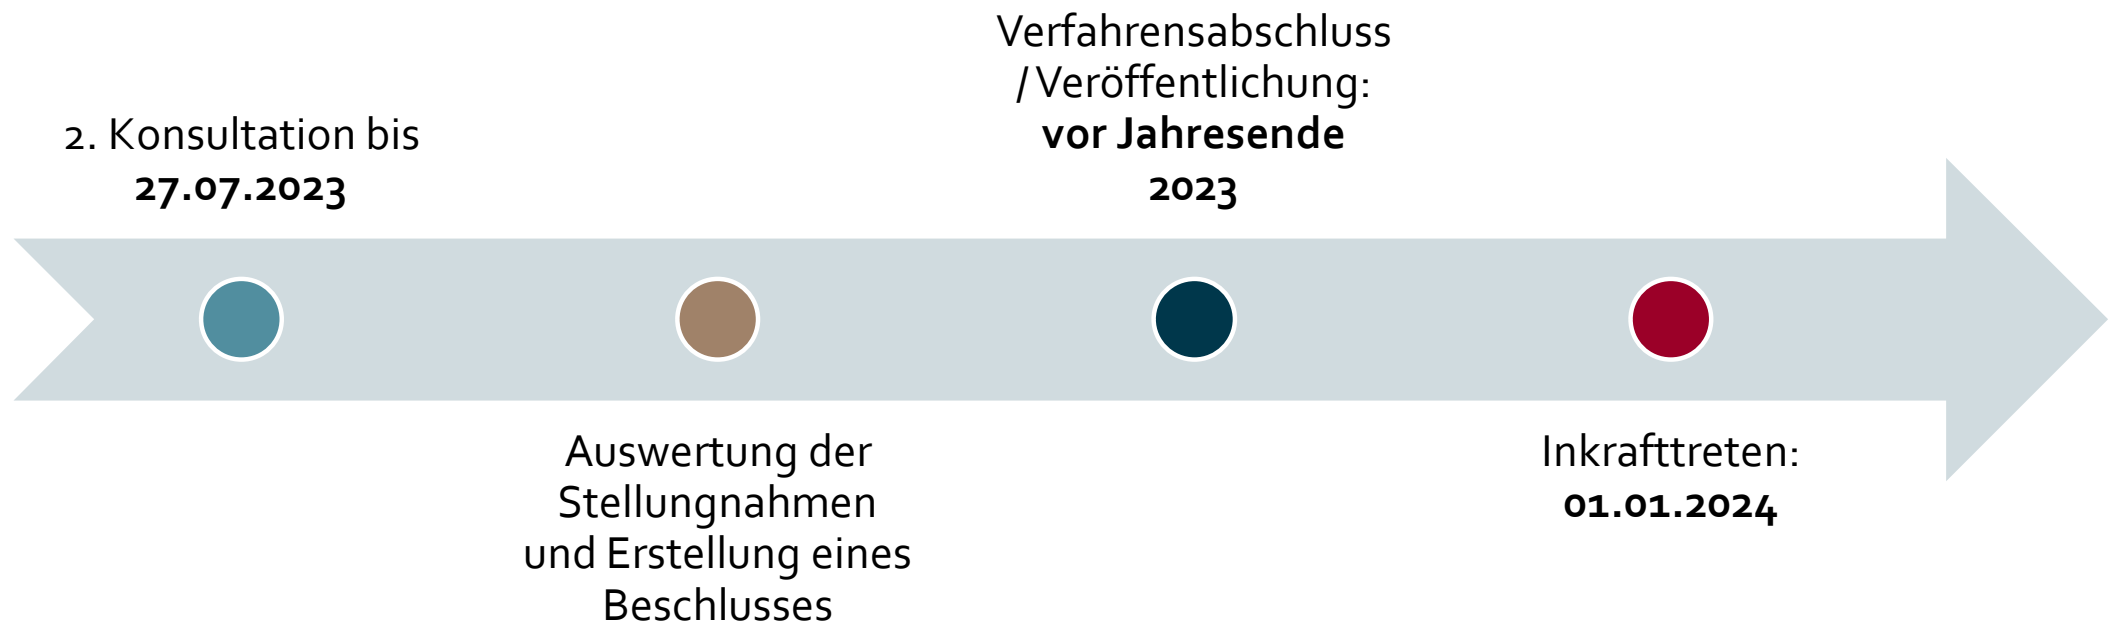 2. Konsultation bis
27.07.2023
Auswertung der
Stellungnahmen
und Erstellung eines
Beschlusses
Verfahrensabschluss
/ Veröffentlichung:
vor Jahresende
2023
Inkrafttreten:
01.01.2024